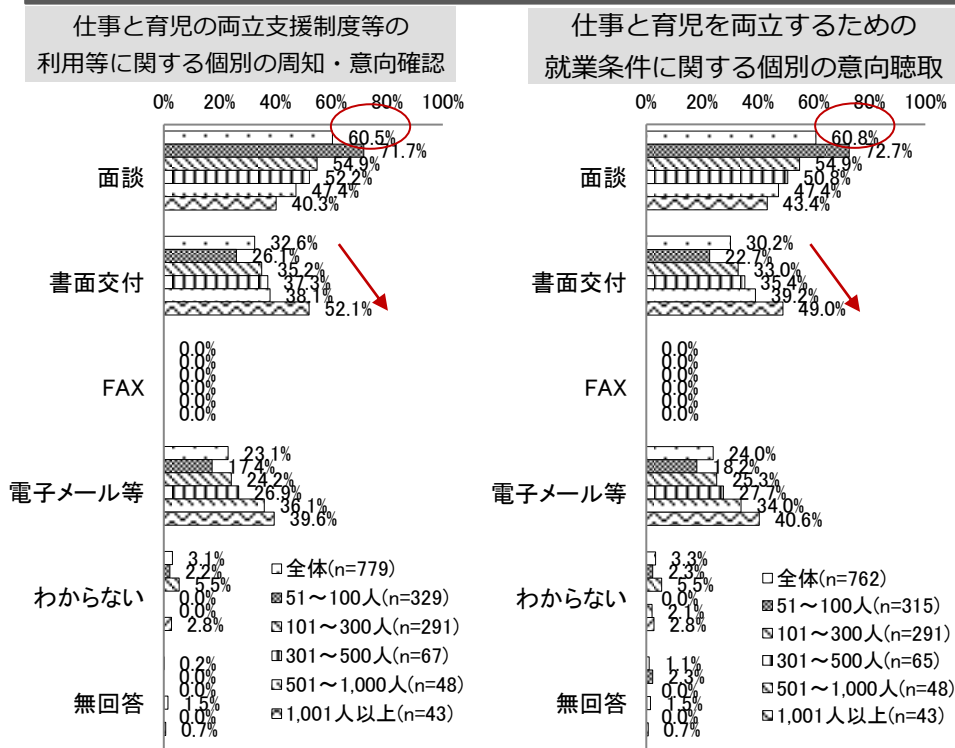 仕事と育児の両立支援制度等の
利用等に関する個別の周知・意向確認
0% 20% 40% 60% 80% 100%
面談
60.5%
71.7%
54.9%
52.2%
47.4%
40.3%
書面交付
32.6%
26.1%
35.2%
37.3%
38.1%
52.1%
FAX
0.0%
0.0%
0.0%
0.0%
0.0%
0.0%
電子メール等
23.1%
17.4%
24.2%
26.9%
36.1%
39.6%
わからない
3.1%
2.2%
5.5%
0.0%
0.0%
2.8%
無回答
0.2%
0.0%
0.0%
1.5%
0.0%
0.7%
全体(n=779)
51～100人(n=329)
101～300人(n=291)
301～500人(n=67)
501～1,000人(n=48)
1,001人以上(n=43)
仕事と育児を両立するための
就業条件に関する個別の意向聴取
0% 20% 40% 60% 80% 100%
面談
60.8%
72.7%
54.9%
50.8%
47.4%
43.4%
書面交付
30.2%
22.7%
33.0%
35.4%
39.2%
49.0%
FAX
0.0%
0.0%
0.0%
0.0%
0.0%
0.0%
電子メール等
24.0%
18.2%
25.3%
27.7%
34.0%
40.6%
わからない
3.3%
2.3%
5.5%
0.0%
2.1%
2.8%
無回答
1.1%
2.3%
0.0%
1.5%
0.0%
0.7%
全体(n=762)
51～100人(n=315)
101～300人(n=291)
301～500人(n=65)
501～1,000人(n=48)
1,001人以上(n=43)